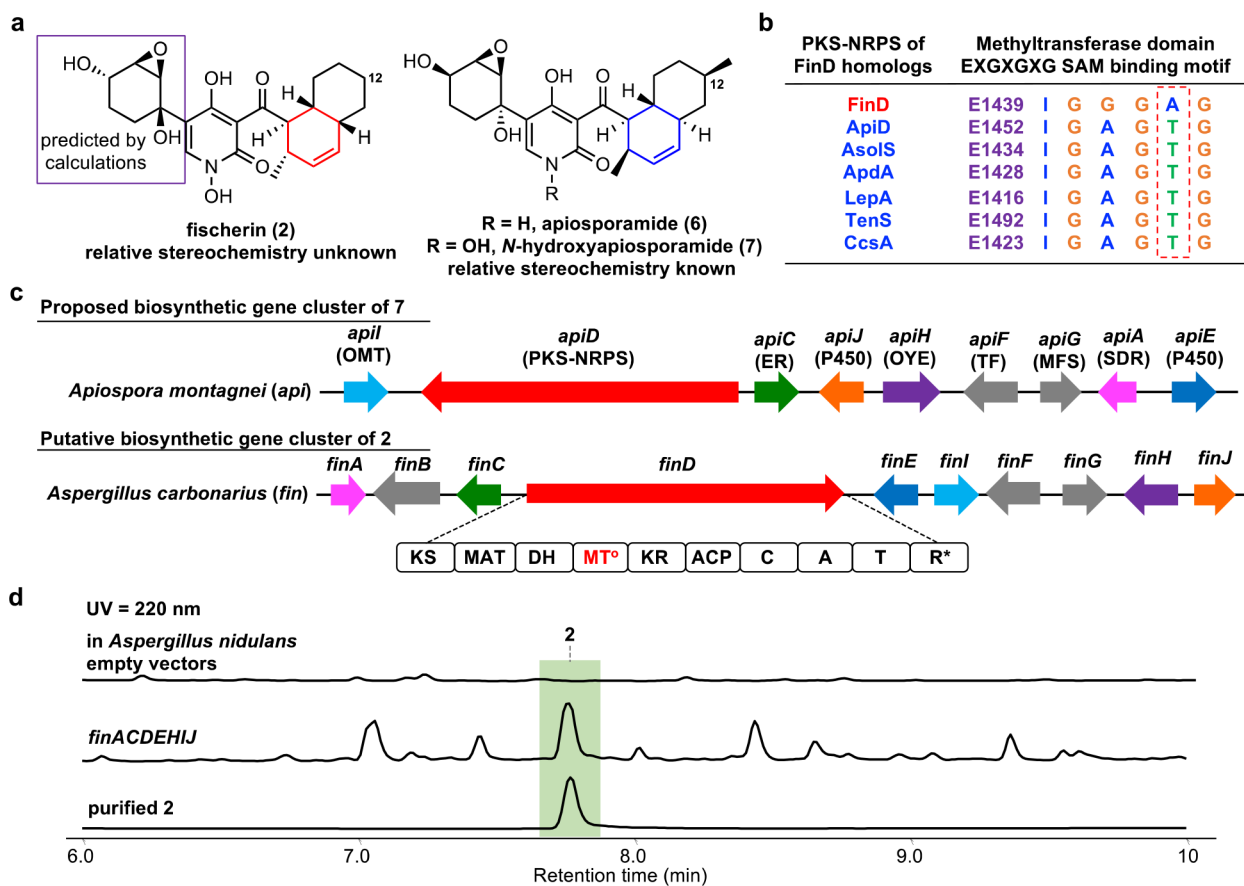 a
HO
O
12
OH
O
H
H
H
OH
N
O
OH
predicted by
calculations
fischerin (2)
relative stereochemistry unknown
HO
O
12
OH
O
H
H
H
OH
N
O
R
R = H, apiosporamide (6)
R = OH, N-hydroxyapiosporamide (7)
relative stereochemistry known
b
PKS-NRPS of FinD homologs
Methyltransferase domain EXGXGXG SAM binding motif
FinD E1439 I G G G A G
ApiD E1452 I G A G T G
AsolS E1434 I G A G T G
ApdA E1428 I G A G T G
LepA E1416 I G A G T G
TenS E1492 I G A G T G
CcsA E1423 I G A G T G
c
Proposed biosynthetic gene cluster of 7
apiI (OMT) apiD (PKS-NRPS) apiC (ER) apiJ (P450) apiH (OYE) apiF (TF) apiG (MFS) apiA (SDR) apiE (P450)
Apiospora montagnei (api)
Putative biosynthetic gene cluster of 2
finA finB finC finD finE finI finF finG finH finJ
Aspergillus carbonarius (fin)
KS MAT DH MTº KR ACP C A T R*
d
UV = 220 nm
in Aspergillus nidulans
empty vectors
2
finACDEHIJ
purified 2
6.0 7.0 8.0 9.0 10
Retention time (min)